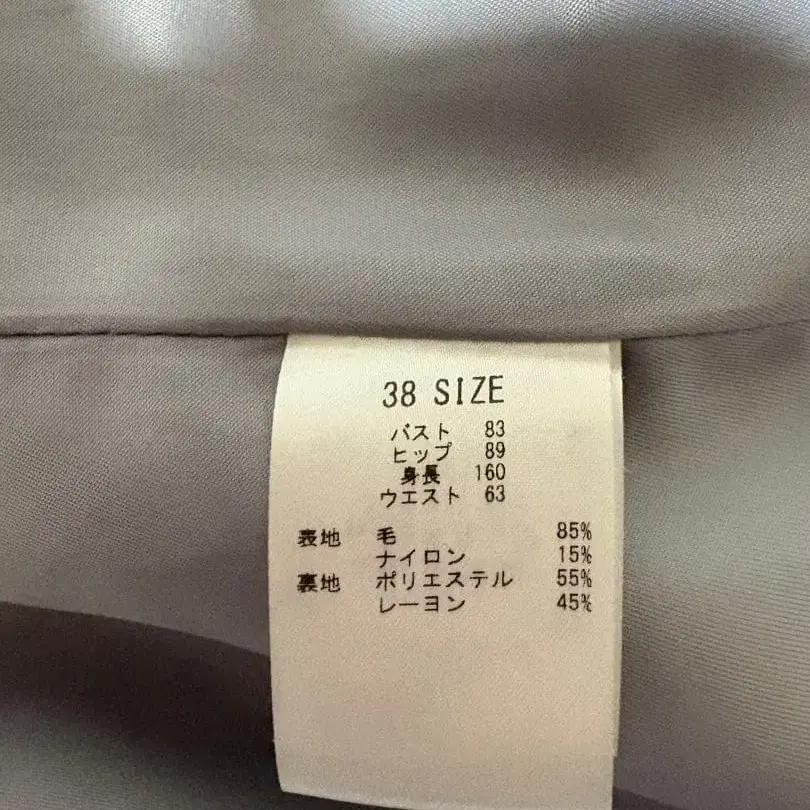 38 SIZE
バスト 83
ヒップ 89
身長 160
ウエスト 63
表地 毛 85%
ナイロン 15%
裏地 ポリエステル 55%
レーヨン 45%